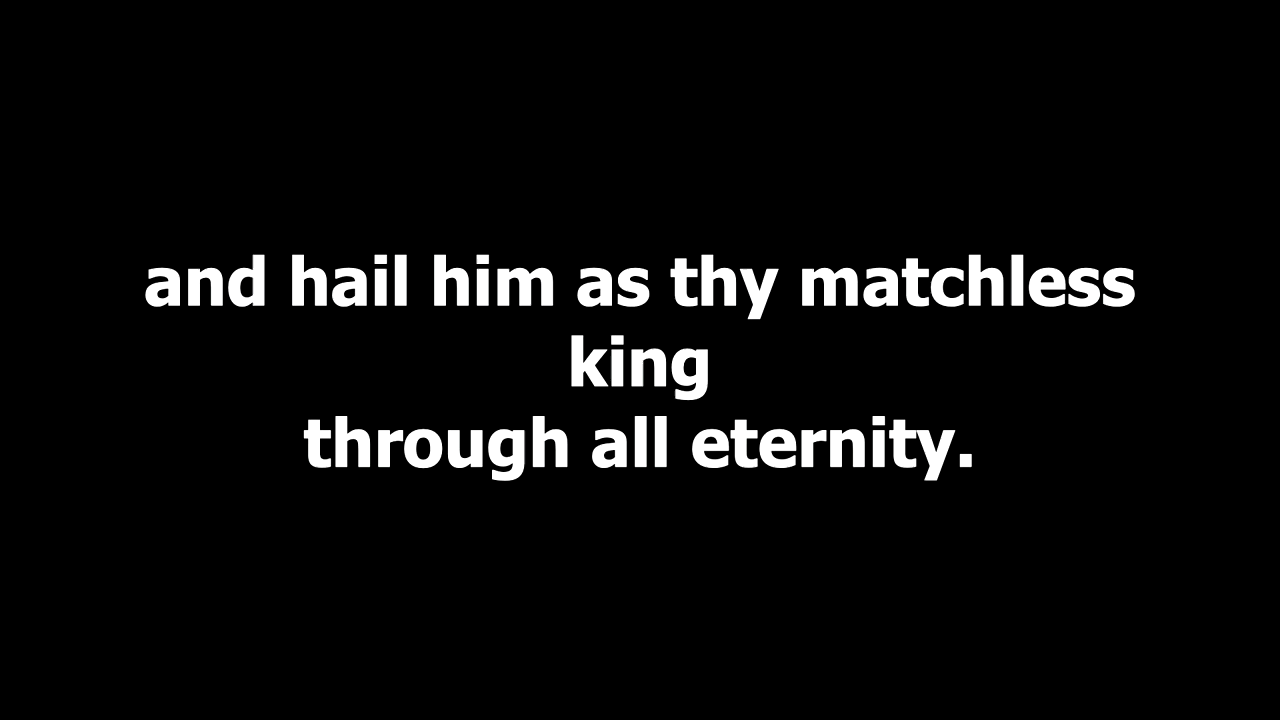 and hail him as thy matchless
king
through all eternity.